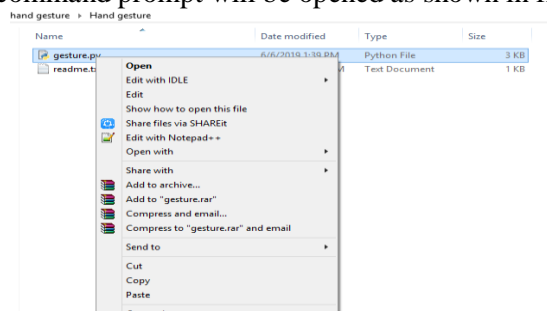 command prompt will be opened as shown in
hand gesture ▸ Hand gesture
Name Date modified Type Size
gesture.py 6/6/2019 1:39 PM Python File 3 KB
readme.t M Text Document 1 KB
Open
Edit with IDLE
Edit
Show how to open this file
Share files via SHAREit
Edit with Notepad++
Open with
Share with
Add to archive...
Add to "gesture.rar"
Compress and email...
Compress to "gesture.rar" and email
Send to
Cut
Copy
Paste